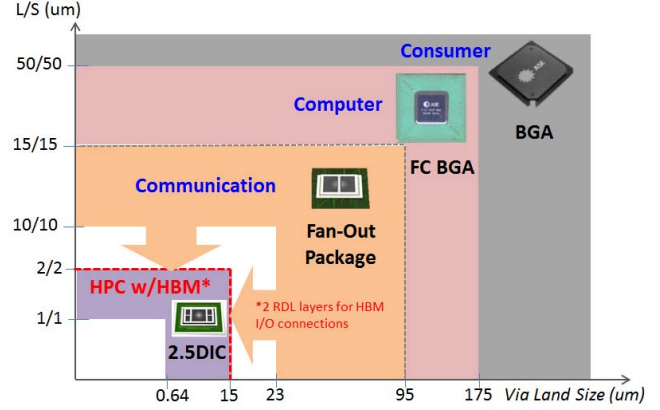 L/S (um)
Consumer
50/50
ASE
Computer
BGA
15/15
FC BGA
Communication
Fan-Out
Package
10/10
2/2
HPC w/HBM*
*2 RDL layers for HBM
I/O connections
1/1
2.5DIC
0.64 15 23 95 175 Via Land Size (um)